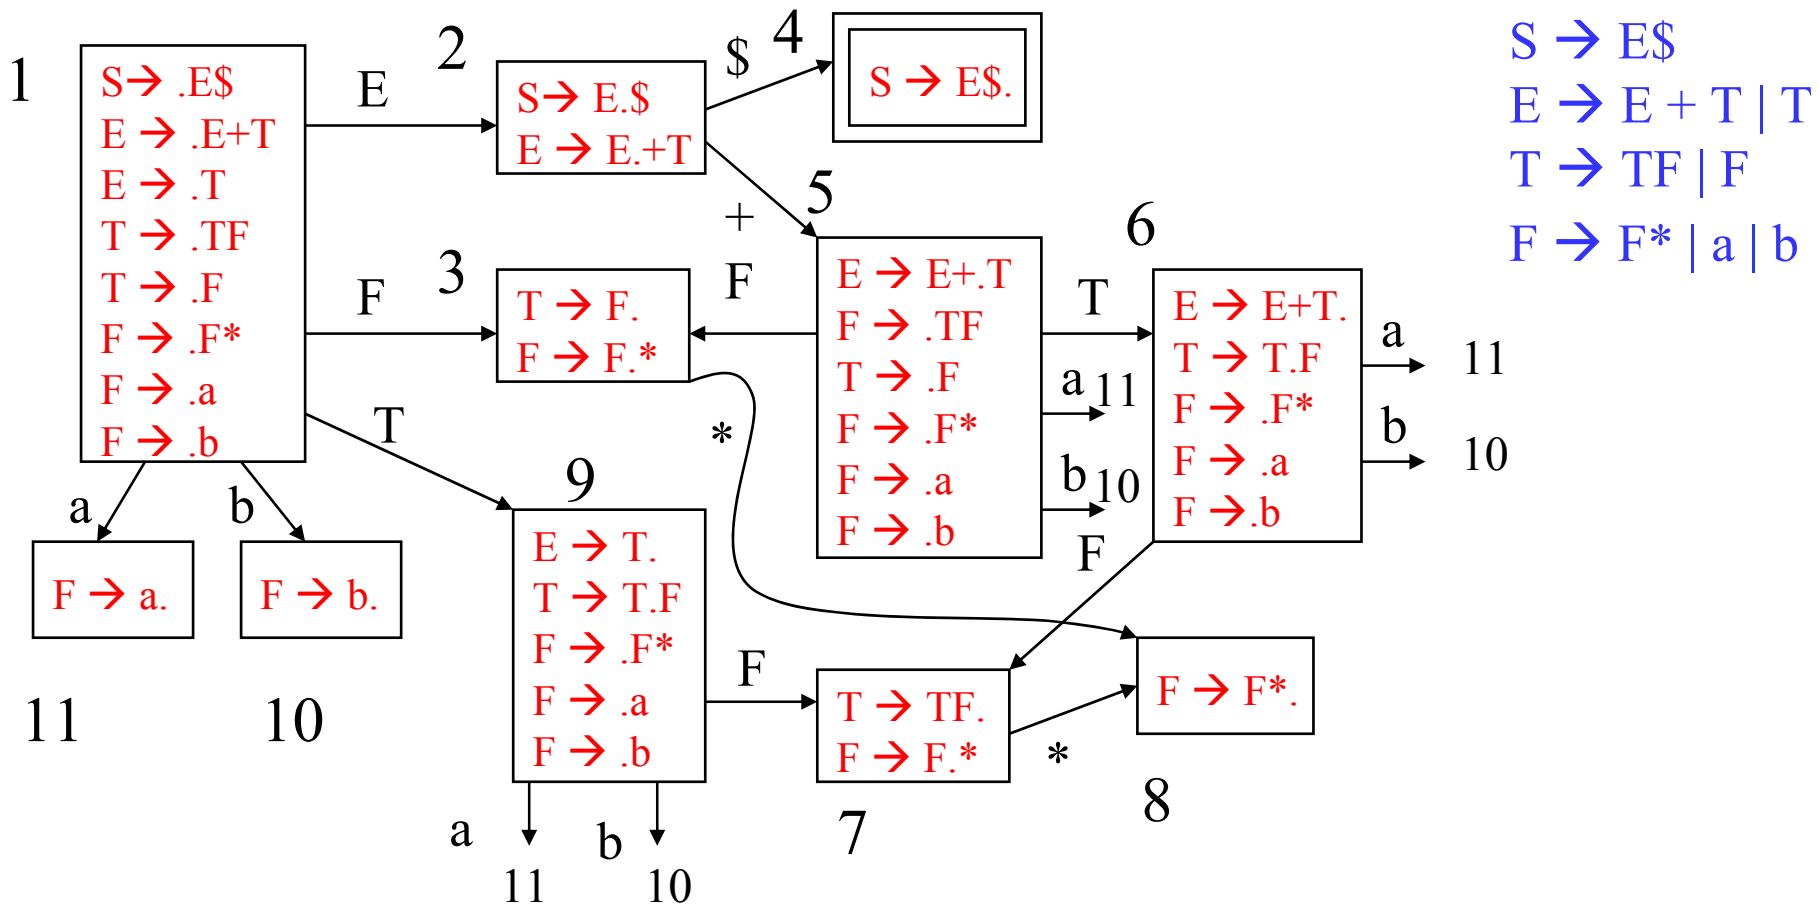 1
S→ .E$
E → .E+T
E → .T
T → .TF
T → .F
F → .F*
F → .a
F → .b
E
F
T
a
b
F → a.
11
F → b.
10
2
S→ E.$
E → E.+T
$
+
4
S → E$.
3
T → F.
F → F.*
F
*
5
E → E+.T
F → .TF
T → .F
F → .F*
F → .a
F → .b
T
a 11
b 10
6
E → E+T.
T → T.F
F → .F*
F → .a
F →.b
a 11
b 10
F
9
E → T.
T → T.F
F → .F*
F → .a
F → .b
F
a
b
11
10
T → TF.
F → F.*
7
*
F → F*.
8
S → E$
E → E + T | T
T → TF | F
F → F* | a | b